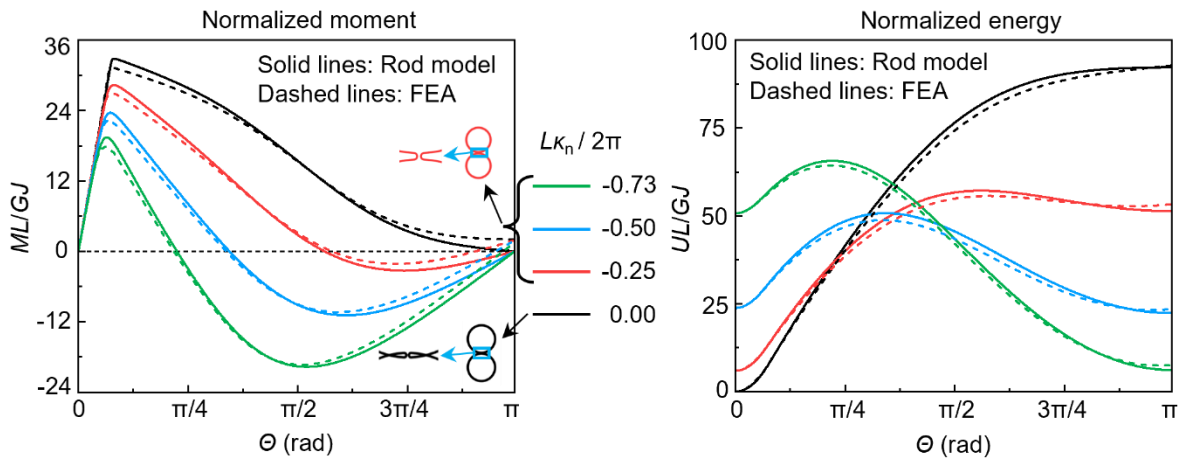 Normalized moment
36
24
12
0
-12
-24
ML/GJ
Solid lines: Rod model
Dashed lines: FEA
0
π/4
π/2
3π/4
π
Θ (rad)
Lκn / 2π
-0.73
-0.50
-0.25
0.00
Normalized energy
100
75
50
25
0
UL/GJ
Solid lines: Rod model
Dashed lines: FEA
0
π/4
π/2
3π/4
π
Θ (rad)